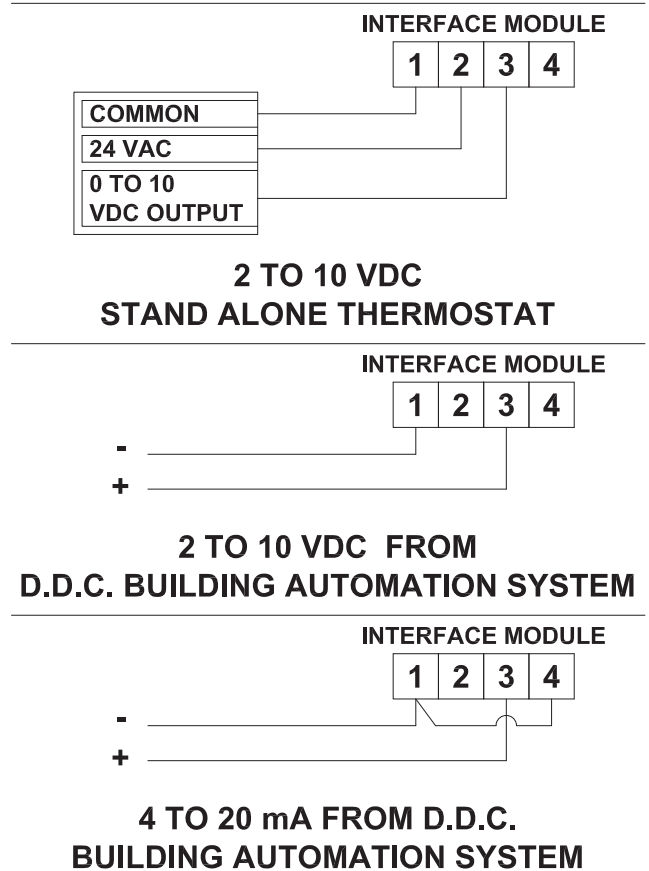 INTERFACE MODULE
1 2 3 4
COMMON
24 VAC
0 TO 10
VDC OUTPUT
2 TO 10 VDC
STAND ALONE THERMOSTAT
INTERFACE MODULE
1 2 3 4
-
+
2 TO 10 VDC FROM
D.D.C. BUILDING AUTOMATION SYSTEM
INTERFACE MODULE
1 2 3 4
-
+
4 TO 20 mA FROM D.D.C.
BUILDING AUTOMATION SYSTEM